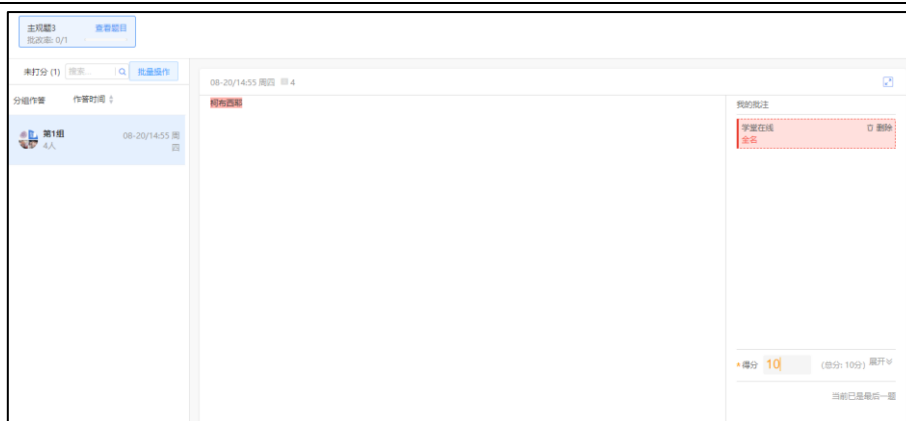 主观题3 查看题目
批改率: 0/1
未打分 (1) 搜索... 批量操作
08-20/14:55 周四 4
分组作答 作答时间
柯布西耶
我的批注
第1组 08-20/14:55 周四
4人
学堂在线 删除
全名
得分 10 (总分: 10分) 展开
当前已是最后一题